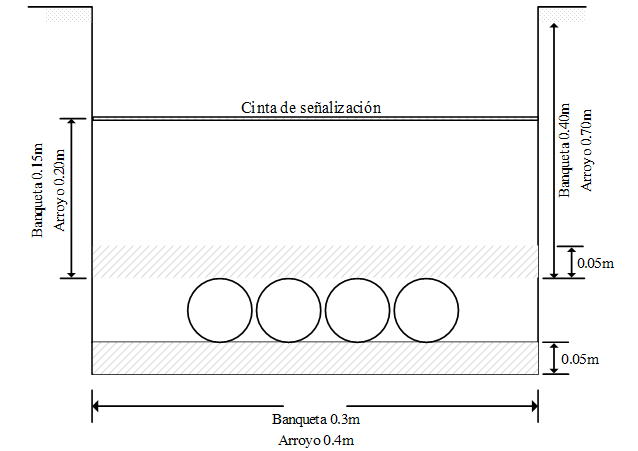 Cinta de señalización
Banqueta 0.15m
Arroyo 0.20m
Banqueta 0.40m
Arroyo 0.70m
0.05m
0.05m
Banqueta 0.3m
Arroyo 0.4m